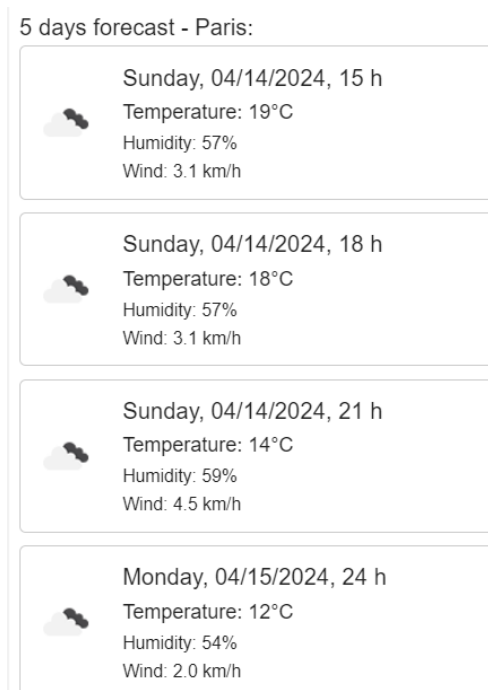 5 days forecast - Paris:
Sunday, 04/14/2024, 15 h
Temperature: 19°C
Humidity: 57%
Wind: 3.1 km/h
Sunday, 04/14/2024, 18 h
Temperature: 18°C
Humidity: 57%
Wind: 3.1 km/h
Sunday, 04/14/2024, 21 h
Temperature: 14°C
Humidity: 59%
Wind: 4.5 km/h
Monday, 04/15/2024, 24 h
Temperature: 12°C
Humidity: 54%
Wind: 2.0 km/h